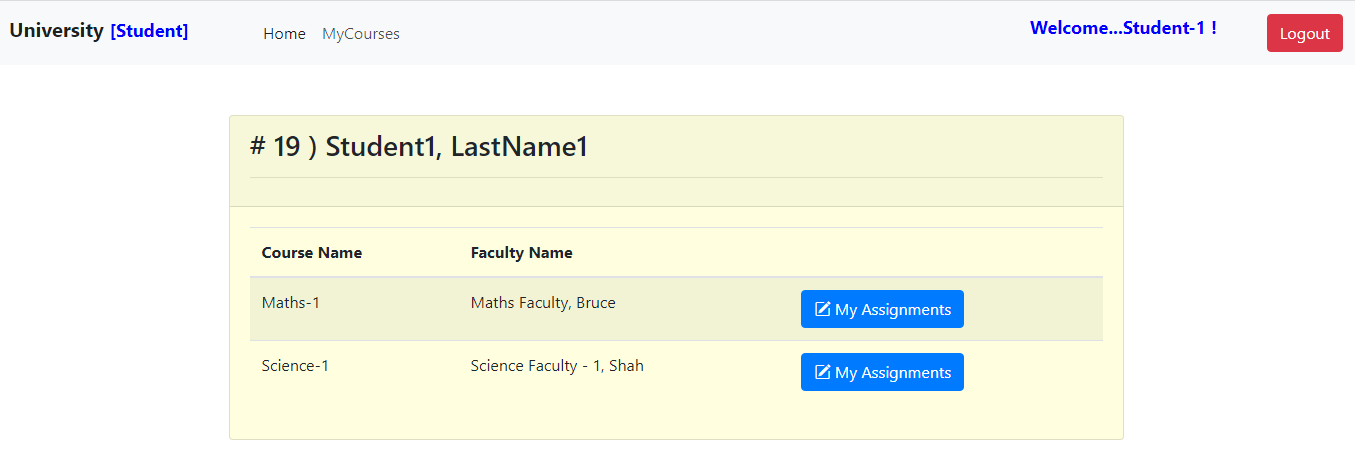 University [Student] Home MyCourses Welcome...Student-1 ! Logout
# 19 ) Student1, LastName1
Course Name Faculty Name
Maths-1 Maths Faculty, Bruce My Assignments
Science-1 Science Faculty - 1, Shah My Assignments